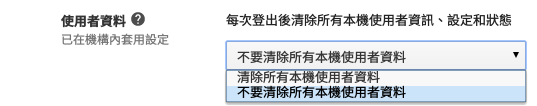 使用者資料 ?
每次登出後清除所有本機使用者資訊、設定和狀態
已在機構內套用設定
不要清除所有本機使用者資料
清除所有本機使用者資料
不要清除所有本機使用者資料